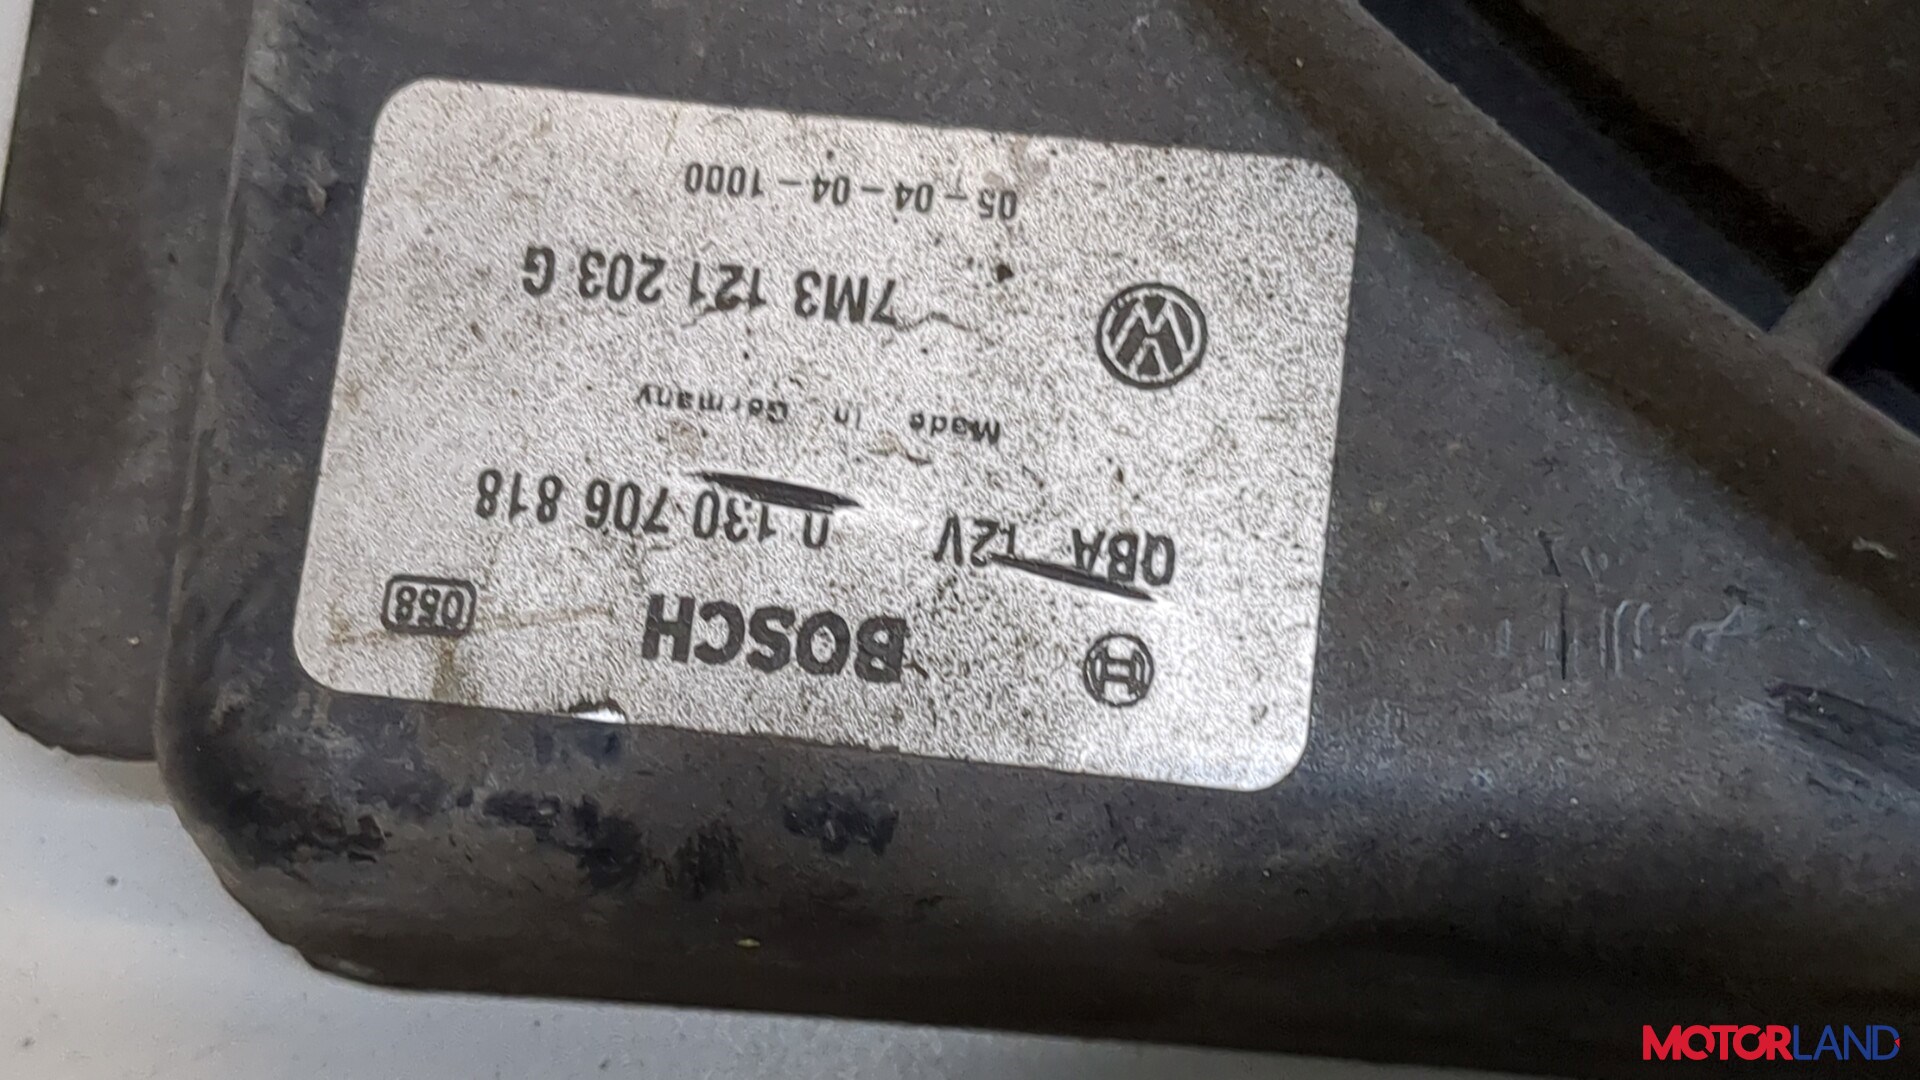 BOSCH 058
QBA 12V 0 130 706 818
Made in Germany
7M3 121 203 G
05-04-04-1000
MOTORLAND